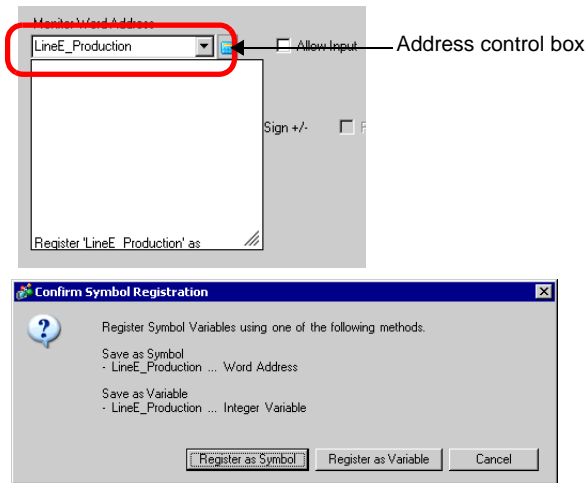 Monitor Word Address
LineE_Production
Allow Input
Address control box
Sign +/-
Register 'LineE_Production' as
Confirm Symbol Registration
Register Symbol Variables using one of the following methods.
Save as Symbol
- LineE_Production ... Word Address
Save as Variable
- LineE_Production ... Integer Variable
Register as Symbol
Register as Variable
Cancel